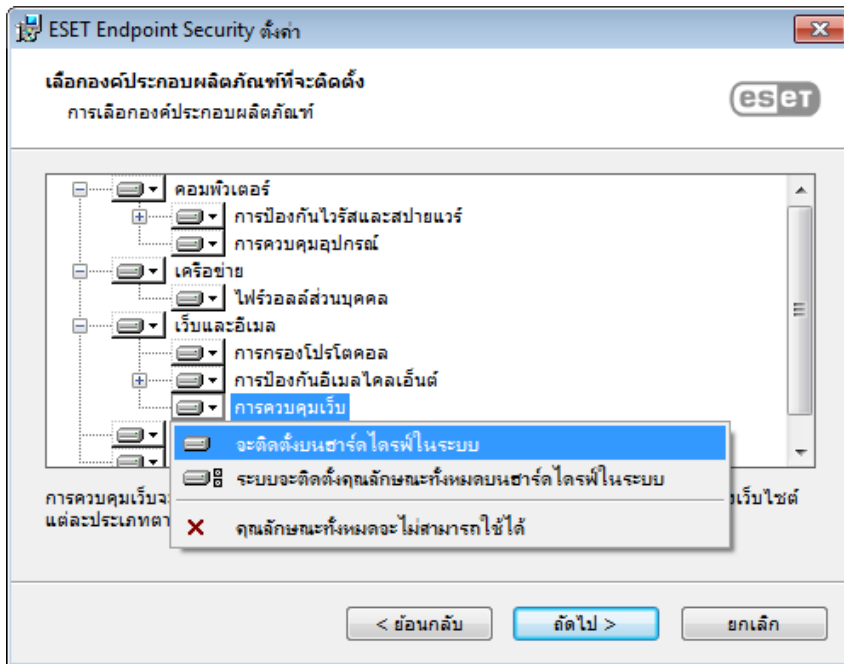 ESET Endpoint Security ตั้งค่า
เลือกองค์ประกอบผลิตภัณฑ์ที่จะติดตั้ง
การเลือกองค์ประกอบผลิตภัณฑ์
eseT
คอมพิวเตอร์
การป้องกันไวรัสและสปายแวร์
การควบคุมอุปกรณ์
เครือข่าย
ไฟร์วอลล์ส่วนบุคคล
เว็บและอีเมล
การกรองโปรโตคอล
การป้องกันอีเมลไคลเอ็นต์
การควบคุมเว็บ
จะติดตั้งบนฮาร์ดไดรฟ์ในระบบ
ระบบจะติดตั้งคุณลักษณะทั้งหมดบนฮาร์ดไดรฟ์ในระบบ
คุณลักษณะทั้งหมดจะไม่สามารถใช้ได้
การควบคุมเว็บจะ งเว็บไซต์
แต่ละประเภทตา
< ย้อนกลับ
ถัดไป >
ยกเลิก